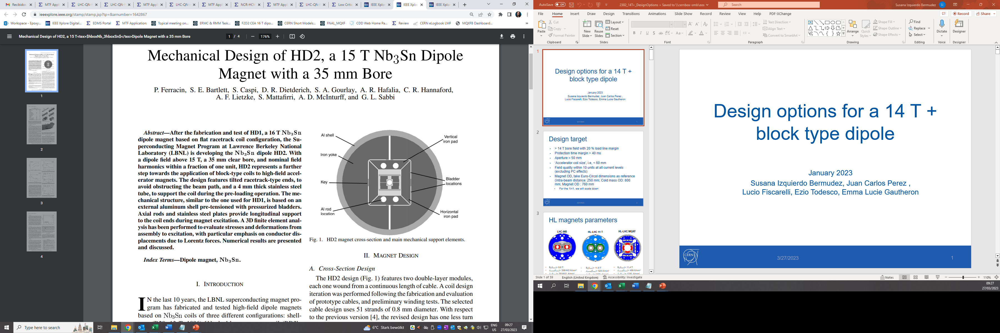 Recibidos
MTF Appl
LHC-QN-
LHC-QN-
MTF Appl
LHC-QN-
MTF Appl
NCR-HCM
MTF Appl
LHC-QN-
Low Critic
IEEE Xplor
IEEE Xplor
IEEE Xplor
ieeexplore.ieee.org/stamp/stamp.jsp?tp=&arnumber=1642867
Workspace - Epoxy...
IEEE Xplore Digital...
EDMS Portal
MTF Application:
Topical meeting on...
ERMC & RMM Task...
F2D2 CEA 16 T dipo...
CERN Short Models...
FNAL_MQXF
CDD Web Home Pa...
Review
CERN eLogbook LMF
MQXFB Dashboard...
Mechanical Design of HD2, a 15 T<tex>$hboxNb_3hboxSn$</tex>Dipole Magnet with a 35 mm Bore
1 / 4
176%
1
2
3
4
Mechanical Design of HD2, a 15 T Nb3Sn Dipole
Magnet with a 35 mm Bore
P. Ferracin, S. E. Bartlett, S. Caspi, D. R. Dietderich, S. A. Gourlay, A. R. Hafalia, C. R. Hannaford,
A. F. Lietzke, S. Mattafirri, A. D. McInturff, and G. L. Sabbi
Abstract—After the fabrication and test of HD1, a 16 T Nb3Sn
dipole magnet based on flat racetrack coil configuration, the Su-
perconducting Magnet Program at Lawrence Berkeley National
Laboratory (LBNL) is developing the Nb3Sn dipole HD2. With
a dipole field above 15 T, a 35 mm clear bore, and nominal field
harmonics within a fraction of one unit, HD2 represents a further
step towards the application of block-type coils to high-field accel-
erator magnets. The design features tilted racetrack-type ends, to
avoid obstructing the beam path, and a 4 mm thick stainless steel
tube, to support the coil during the pre-loading operation. The me-
chanical structure, similar to the one used for HD1, is based on an
external aluminum shell pre-tensioned with pressurized bladders.
Axial rods and stainless steel plates provide longitudinal support
to the coil ends during magnet excitation. A 3D finite element anal-
ysis has been performed to evaluate stresses and deformations from
assembly to excitation, with particular emphasis on conductor dis-
placements due to Lorentz forces. Numerical results are presented
and discussed.
Index Terms—Dipole magnet, Nb3Sn.
I. INTRODUCTION
IN the last 10 years, the LBNL superconducting magnet pro-
gram has fabricated and tested high-field dipole magnets
based on Nb3Sn coils of three different configurations: shell-
Al shell
Iron yoke
Key
Al rod
location
Vertical
iron pad
Bladder
locations
Horizontal
iron pad
Fig. 1. HD2 magnet cross-section and main mechanical support elements.
II. MAGNET DESIGN
A. Cross-Section Design
The HD2 design (Fig. 1) features two double-layer modules,
each one wound from a continuous length of cable. A coil design
iteration was performed following the fabrication and evaluation
of prototype cables, and preliminary winding tests. The selected
cable design uses 51 strands of 0.8 mm diameter. With respect
to the previous version [4], the revised design has one less turn
Type here to search
6°C Stark bewölkt
ENG
US
09:27
27/03/2023
AutoSave
Off
2302_14T+_DesignOptions • Saved to \\cernbox-smb\eos
Search
Susana Izquierdo Bermudez
SI
File
Home
Insert
Draw
Design
Transitions
Animations
Slide Show
Record
Review
View
Help
PDF-XChange
Record
Share
Paste
Cut
Copy
Format Painter
Clipboard
New
Slide
Reuse
Slides
Layout
Reset
Section
Slides
Font
Paragraph
Text Direction
Align Text
Convert to SmartArt
Arrange
Quick
Styles
Shape Fill
Shape Outline
Shape Effects
Drawing
Find
Replace
Select
Editing
Dictate
Voice
Designer
Designer
1
Design options for a 14 T +
block type dipole
January 2023
Susana Izquierdo Bermudez, Juan Carlos Perez ,
Lucio Fiscarelli, Ezio Todesco, Emma Lucie Gautheron
2
Design target
• > 14 T bore field with 20 % load line margin
• Protection time margin > 40 ms
• Aperture = 50 mm
• 'Accelerator coil size', i.e, < 60 mm
• Field quality within 10 units at all current levels
(excluding PC effects)
• Magnet OD, take Euro-Circol dimensions as reference
(Intra-beam distance: 250 mm; Cold mass OD: 800
mm; Magnet OD : 760 mm
• For the 1in1, we will scale down
3
HL magnets parameters
LHC-MB
HL-LHC 11 T
HL-LHC MQXF
Design options for a 14 T +
block type dipole
January 2023
Susana Izquierdo Bermudez, Juan Carlos Perez ,
Lucio Fiscarelli, Ezio Todesco, Emma Lucie Gautheron
CERN
3/27/2023
1
Slide 1 of 59
English (United Kingdom)
Accessibility: Investigate
Notes
110%
09:27
27/03/2023